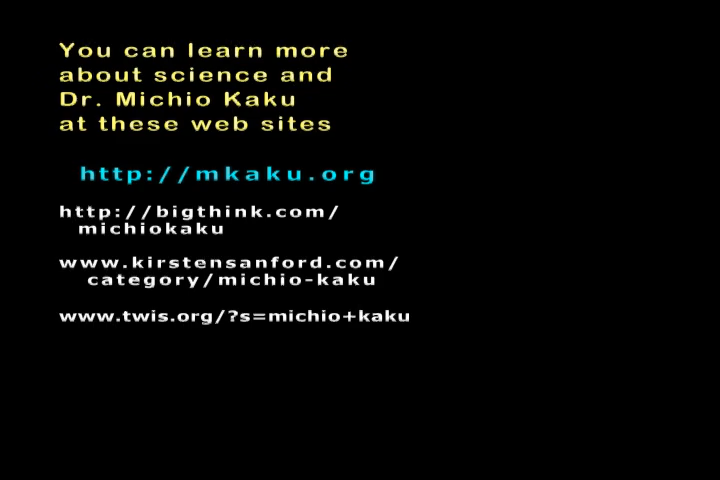 You can learn more
about science and
Dr. Michio Kaku
at these web sites
http://mkaku.org
http://bigthink.com/
michiokaku
www.kirstensanford.com/
category/michio-kaku
www.twis.org/?s=michio+kaku